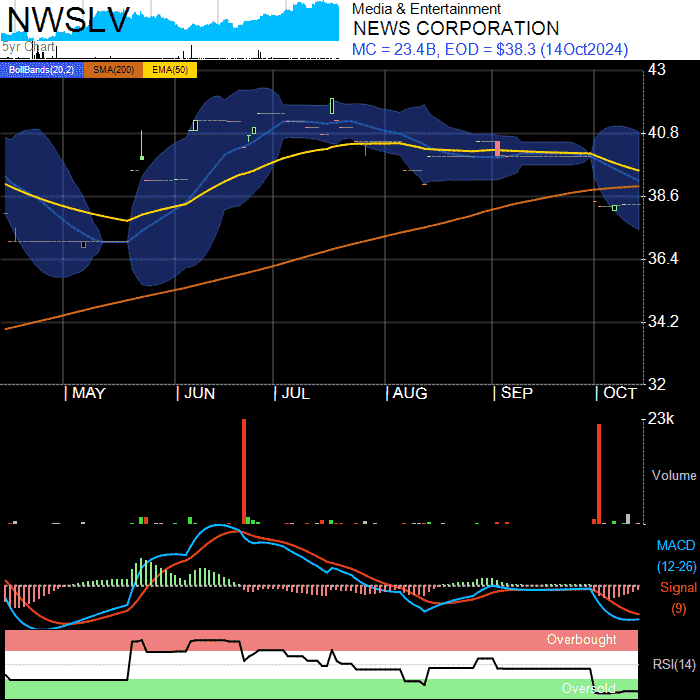 NWSLV
5yr Chart
Media & Entertainment
NEWS CORPORATION
MC = 23.4B, EOD = $38.3 (14Oct2024)
BollBands(20,2) SMA(200) EMA(50)
43
40.8
38.6
36.4
34.2
32
MAY JUN JUL AUG SEP OCT
23k
Volume
MACD
(12-26)
Signal
(9)
Overbought
RSI(14)
Oversold